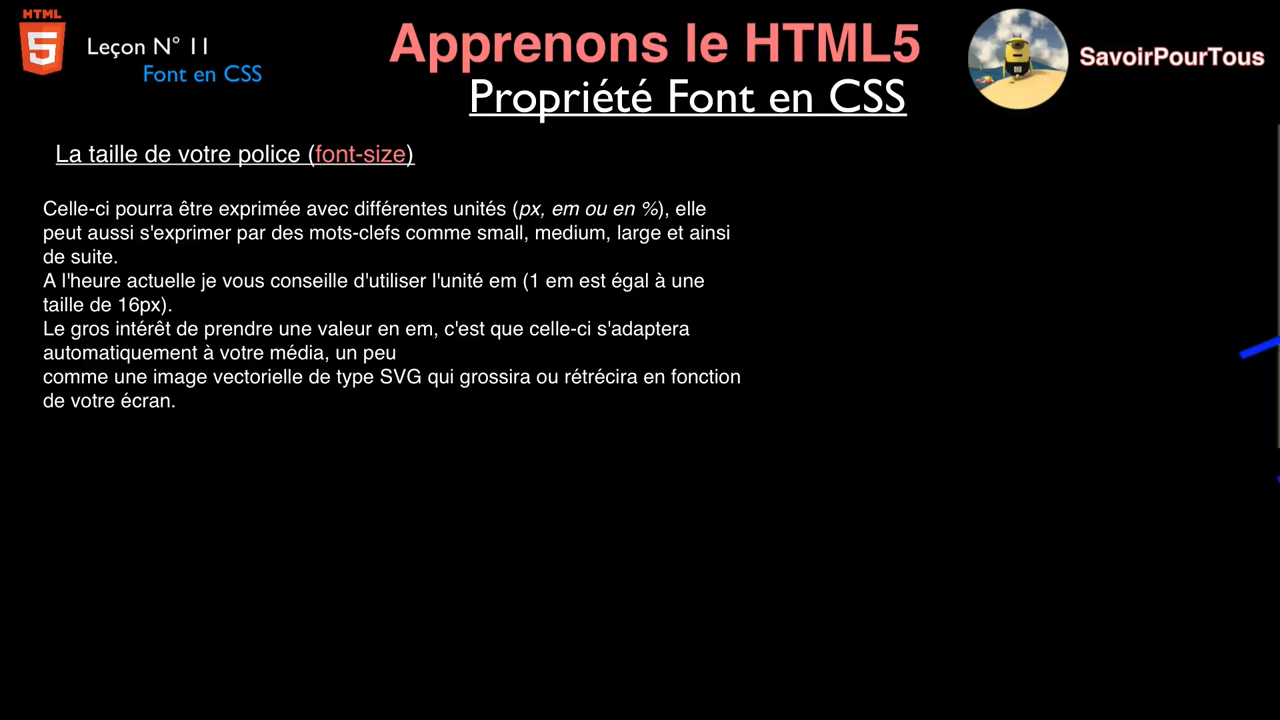 HTML
5
Leçon N° 11
Font en CSS
Apprenons le HTML5
Propriété Font en CSS
SavoirPourTous
La taille de votre police (font-size)
Celle-ci pourra être exprimée avec différentes unités (px, em ou en %), elle
peut aussi s'exprimer par des mots-clefs comme small, medium, large et ainsi
de suite.
A l'heure actuelle je vous conseille d'utiliser l'unité em (1 em est égal à une
taille de 16px).
Le gros intérêt de prendre une valeur en em, c'est que celle-ci s'adaptera
automatiquement à votre média, un peu
comme une image vectorielle de type SVG qui grossira ou rétrécira en fonction
de votre écran.